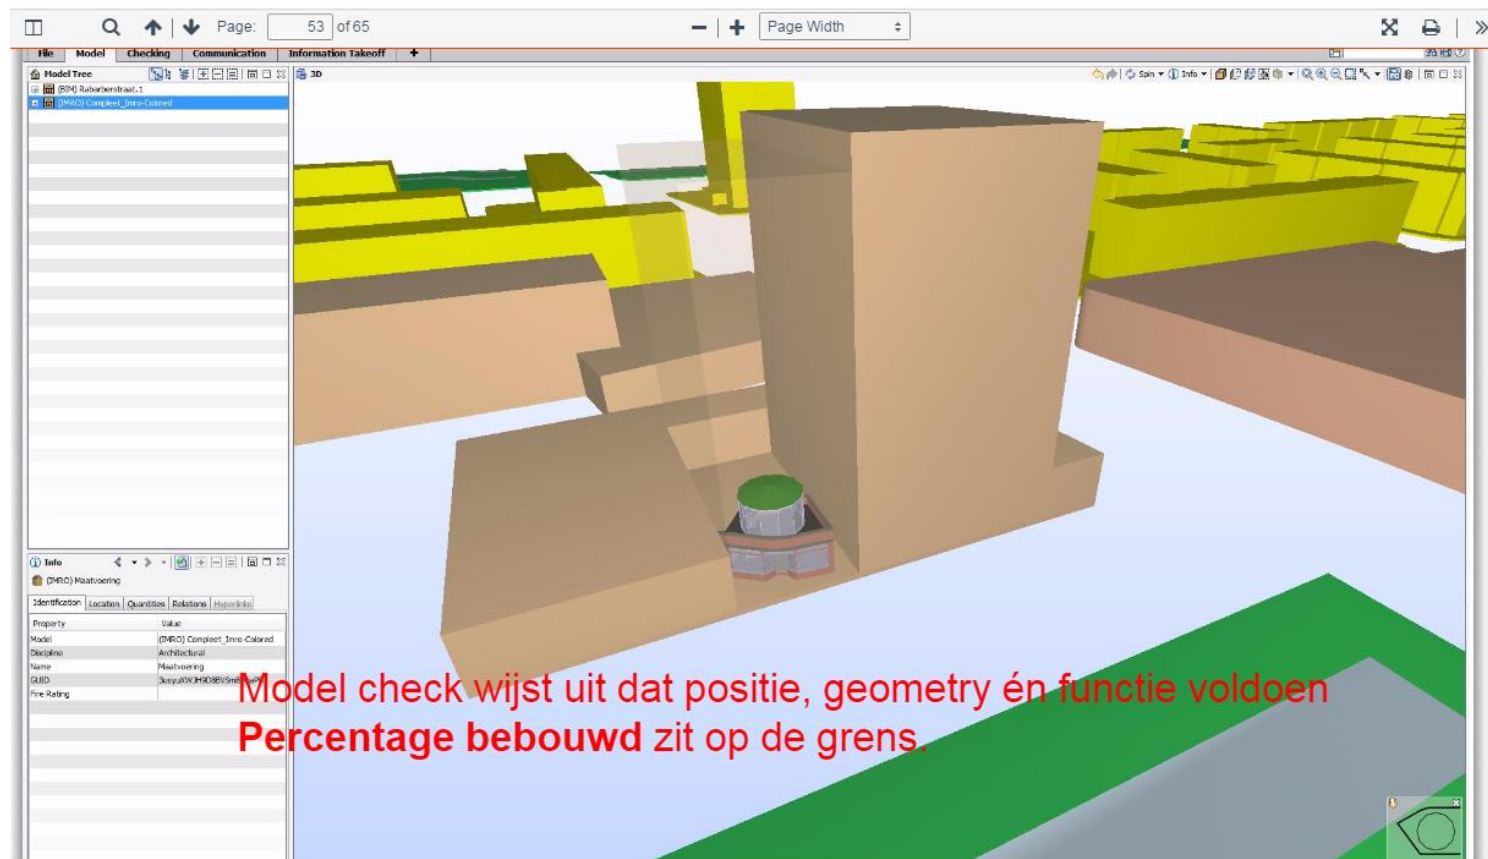 Page: 53 of 65 Page Width
File Model Checking Communication Information Takeoff +
Model Tree
3D
Spin Info
(BIM) Rabarberstraat.1
(IMRO) Compleet_Imro-Colored
Info
(IMRO) Maatvoering
Identification Location Quantities Relations Hyperlinks
Property Value
Model (IMRO) Compleet_Imro-Colored
Discipline Architectural
Name Maatvoering
GUID
Fire Rating
Model check wijst uit dat positie, geometry én functie voldoen
Percentage bebouwd zit op de grens.